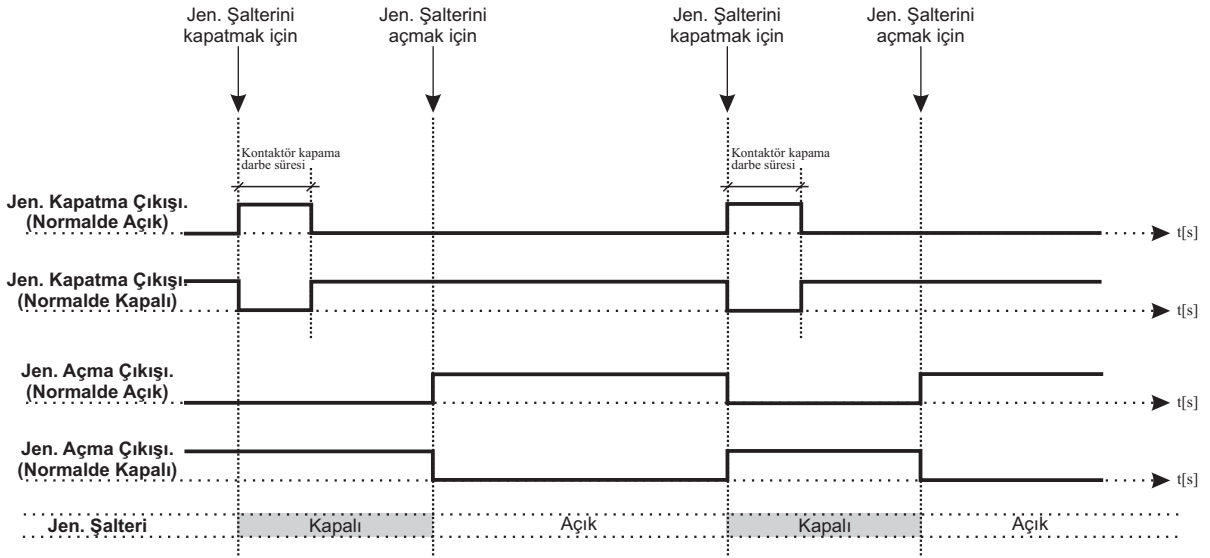 Jen. Şalterini
kapatmak için
Jen. Şalterini
açmak için
Jen. Şalterini
kapatmak için
Jen. Şalterini
açmak için
Kontaktör kapama
darbe süresi
Kontaktör kapama
darbe süresi
Jen. Kapatma Çıkışı.
(Normalde Açık)
t[s]
Jen. Kapatma Çıkışı.
(Normalde Kapalı)
t[s]
Jen. Açma Çıkışı.
(Normalde Açık)
t[s]
Jen. Açma Çıkışı.
(Normalde Kapalı)
t[s]
Jen. Şalteri
Kapalı
Açık
Kapalı
Açık